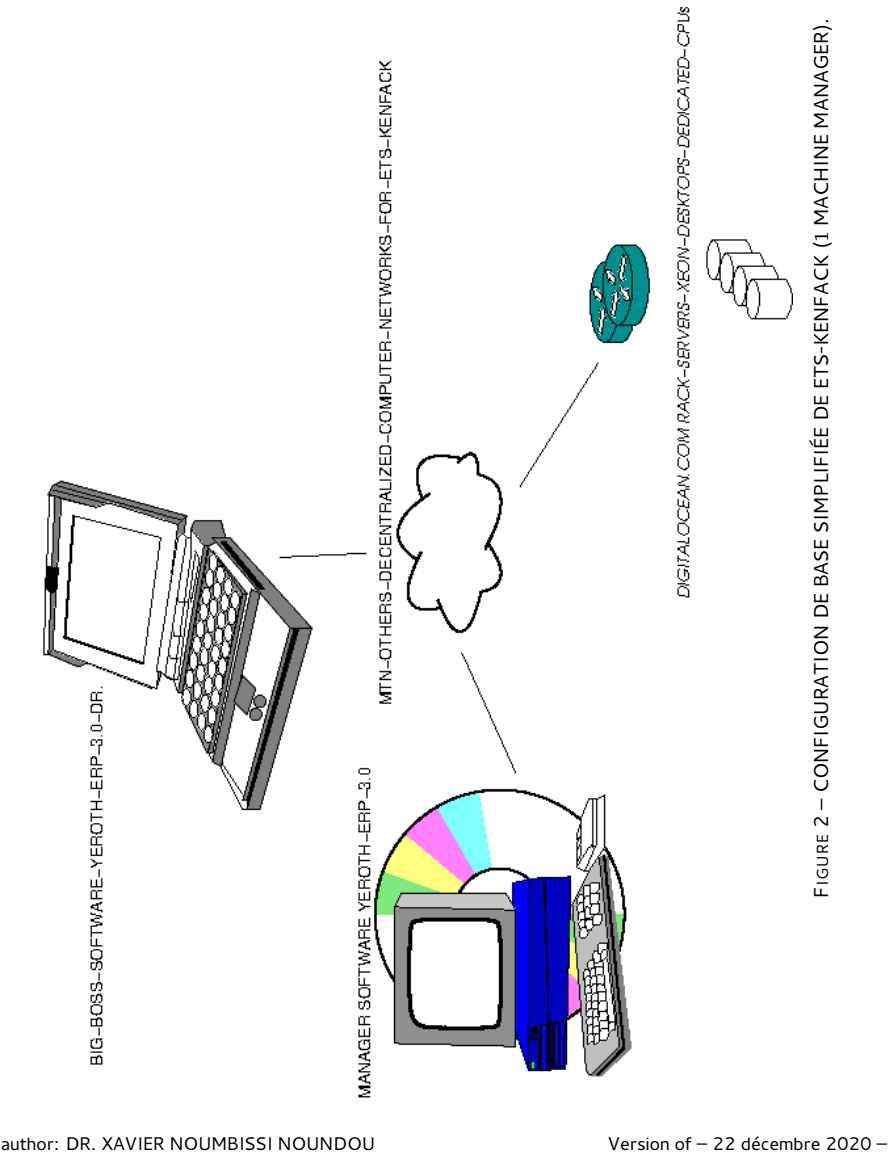 BIG–BOSS–SOFTWARE–YEROTH–ERP–3.0–DR.
MANAGER SOFTWARE YEROTH–ERP–3.0
MTN–OTHERS–DECENTRALIZED–COMPUTER–NETWORKS–FOR–ETS–KENFACK
DIGITALOCEAN.COM RACK–SERVERS–XEON–DESKTOPS–DEDICATED–CPUs
FIGURE 2 – CONFIGURATION DE BASE SIMPLIFIÉE DE ETS-KENFACK (1 MACHINE MANAGER).
author: DR. XAVIER NOUMBISSI NOUNDOU
Version of – 22 décembre 2020 –